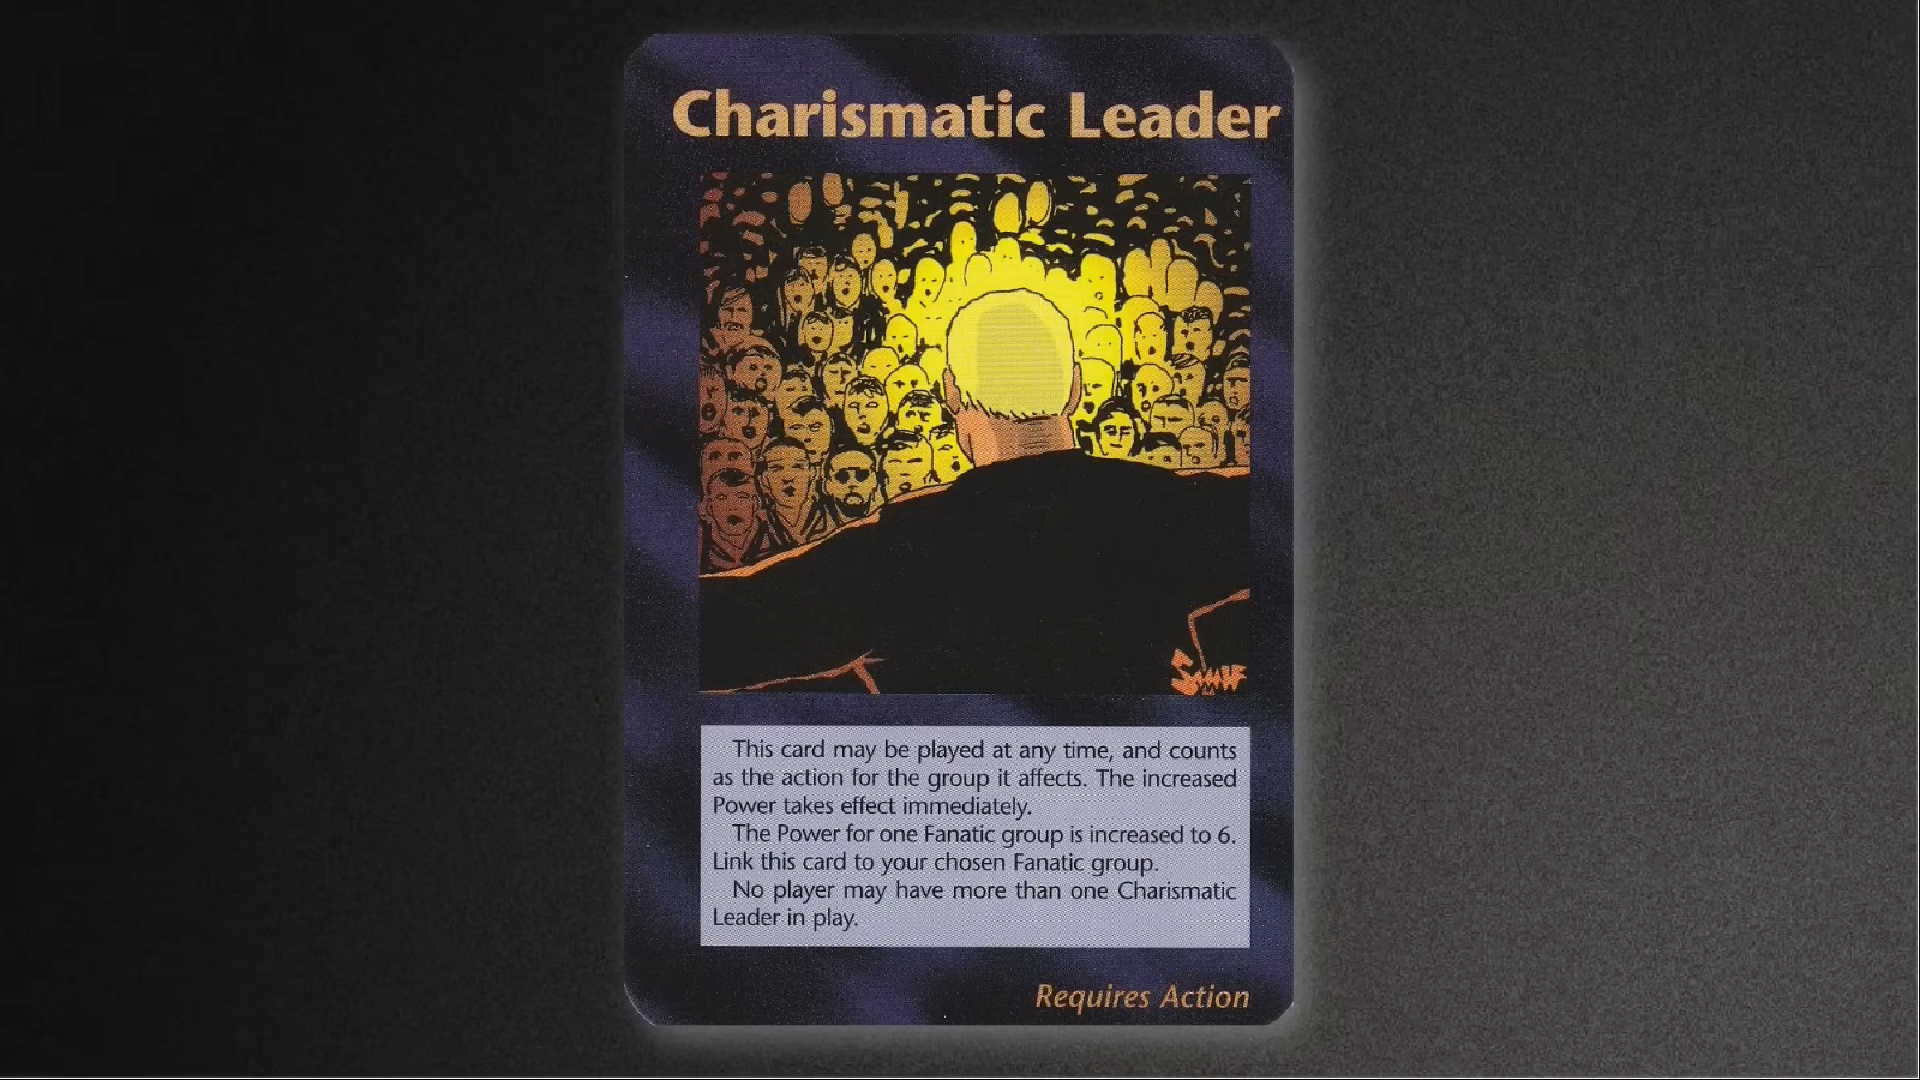 Charismatic Leader
This card may be played at any time, and counts
as the action for the group it affects. The increased
Power takes effect immediately.
The Power for one Fanatic group is increased to 6.
Link this card to your chosen Fanatic group.
No player may have more than one Charismatic
Leader in play.
Requires Action